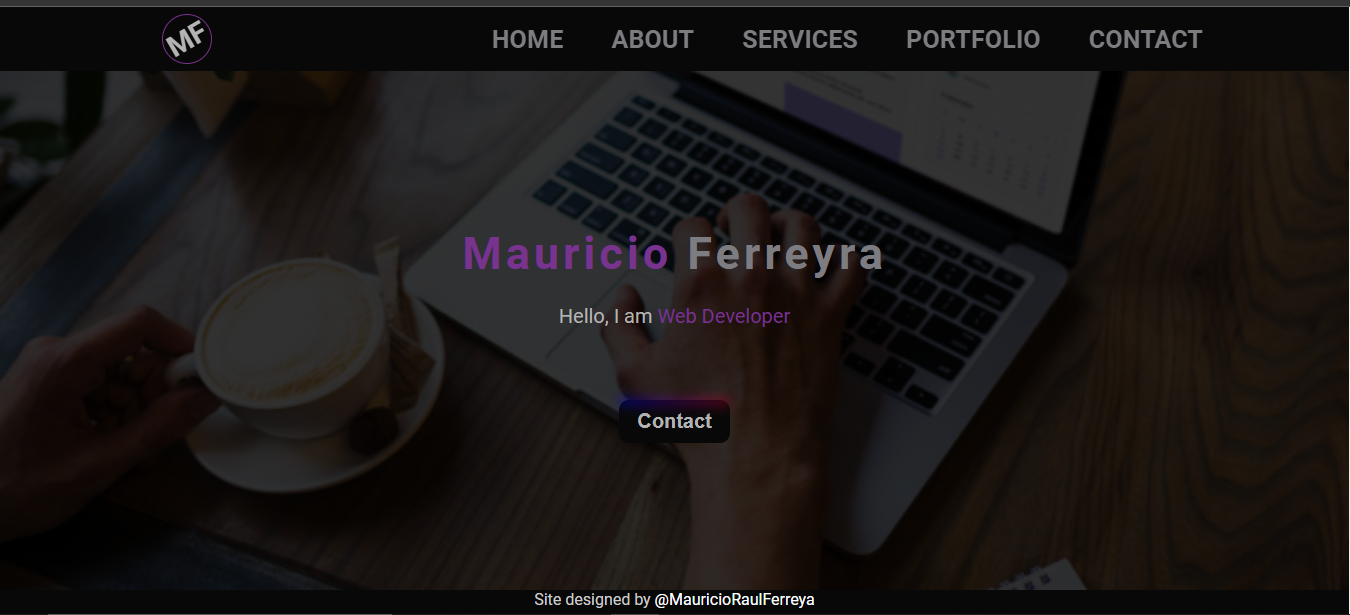 MF
HOME ABOUT SERVICES PORTFOLIO CONTACT
Mauricio Ferreyra
Hello, I am Web Developer
Contact
Site designed by @MauricioRaulFerreya